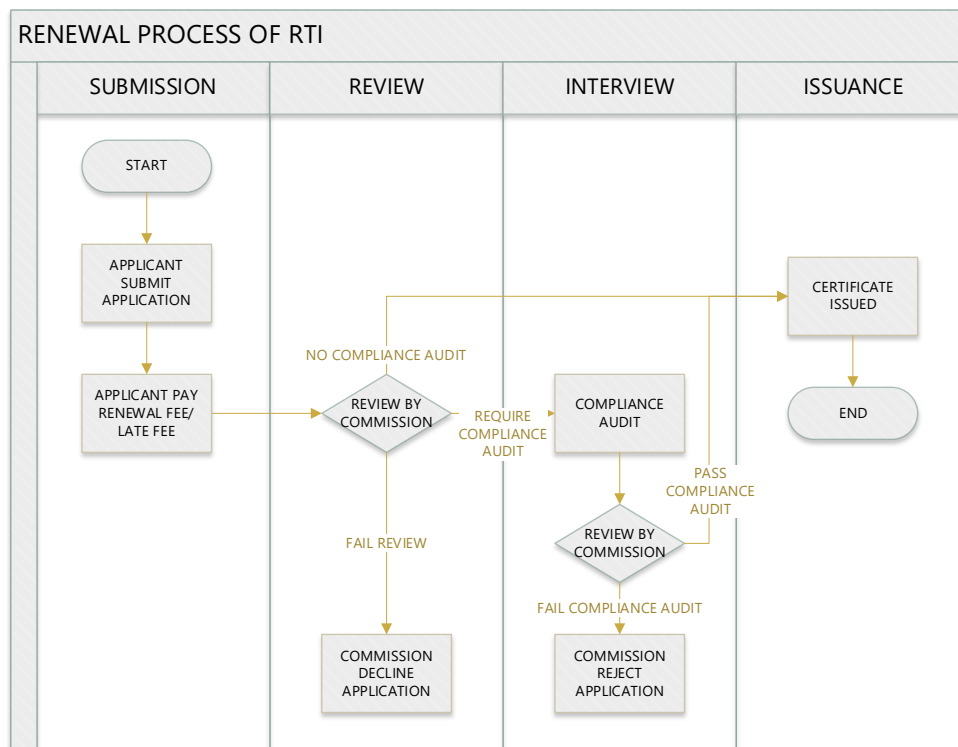 RENEWAL PROCESS OF RTI
SUBMISSION
REVIEW
INTERVIEW
ISSUANCE
START
APPLICANT
SUBMIT
APPLICATION
APPLICANT PAY
RENEWAL FEE/
LATE FEE
NO COMPLIANCE AUDIT
REVIEW BY
COMMISSION
REQUIRE
COMPLIANCE
AUDIT
FAIL REVIEW
COMMISSION
DECLINE
APPLICATION
COMPLIANCE
AUDIT
REVIEW BY
COMMISSION
PASS
COMPLIANCE
AUDIT
FAIL COMPLIANCE AUDIT
COMMISSION
REJECT
APPLICATION
CERTIFICATE
ISSUED
END